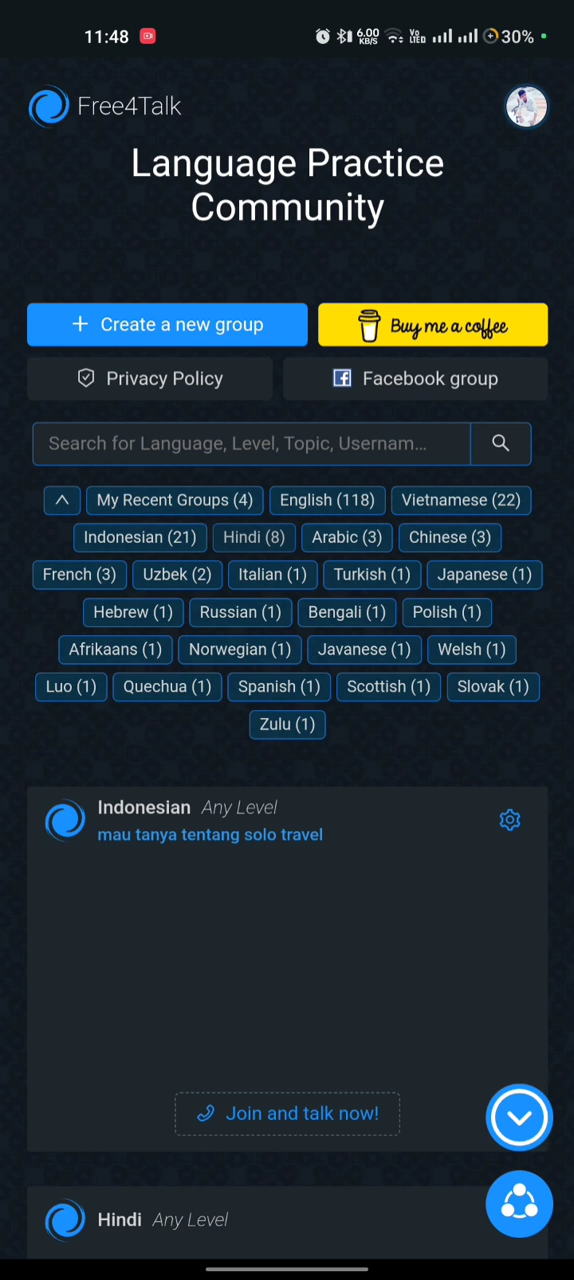 11:48 6.00 KB/S Vo LTE 30%
Free4Talk
Language Practice
Community
+ Create a new group Buy me a coffee
Privacy Policy Facebook group
Search for Language, Level, Topic, Usernam...
My Recent Groups (4) English (118) Vietnamese (22)
Indonesian (21) Hindi (8) Arabic (3) Chinese (3)
French (3) Uzbek (2) Italian (1) Turkish (1) Japanese (1)
Hebrew (1) Russian (1) Bengali (1) Polish (1)
Afrikaans (1) Norwegian (1) Javanese (1) Welsh (1)
Luo (1) Quechua (1) Spanish (1) Scottish (1) Slovak (1)
Zulu (1)
Indonesian Any Level
mau tanya tentang solo travel
Join and talk now!
Hindi Any Level